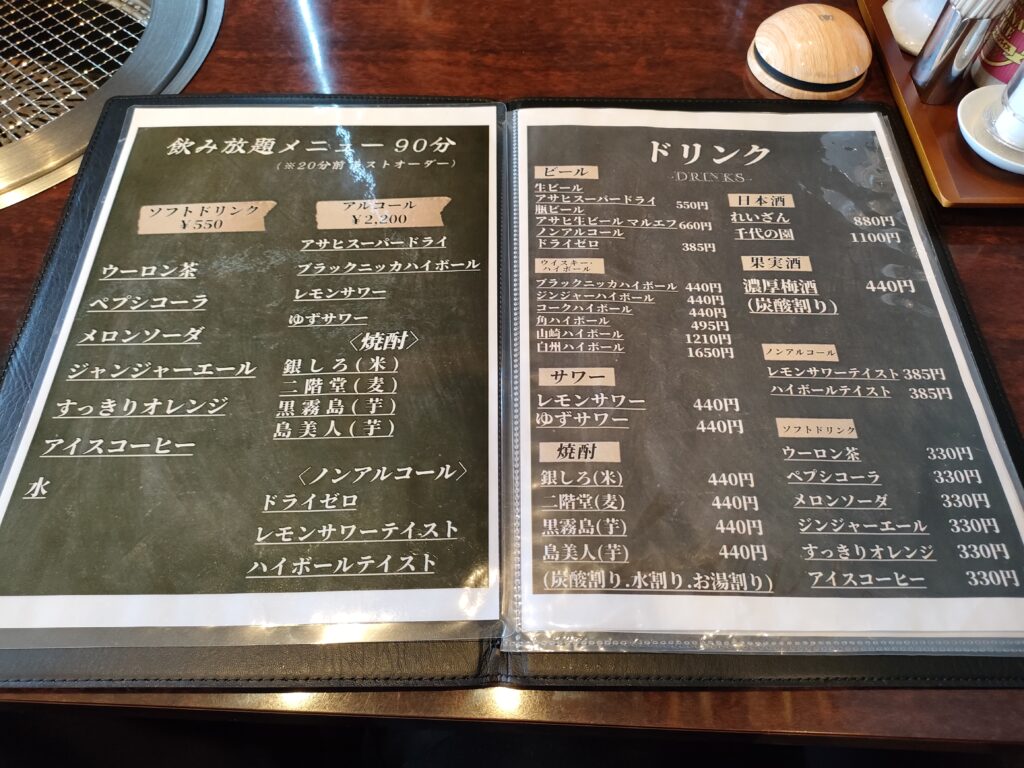 飲み放題メニュー 90分
(※20分前 ストオーダー)
ソフトドリンク
￥550
ウーロン茶
ペプシコーラ
メロンソーダ
ジャンジャーエール
すっきりオレンジ
アイスコーヒー
水
アルコール
￥2,200
アサヒスーパードライ
ブラックニッカハイボール
レモンサワー
ゆずサワー
〈焼酎〉
銀しろ(米)
二階堂(麦)
黒霧島(芋)
島美人(芋)
〈ノンアルコール〉
ドライゼロ
レモンサワーテイスト
ハイボールテイスト
ドリンク
-DRINKS-
ビール
生ビール
アサヒスーパードライ 550円
瓶ビール
アサヒ生ビール マルエフ 660円
ノンアルコール
ドライゼロ 385円
ウイスキー・
ハイボール
ブラックニッカハイボール 440円
ジンジャーハイボール 440円
コークハイボール 440円
角ハイボール 495円
山崎ハイボール 1210円
白州ハイボール 1650円
サワー
レモンサワー 440円
ゆずサワー 440円
焼酎
銀しろ(米) 440円
二階堂(麦) 440円
黒霧島(芋) 440円
島美人(芋) 440円
(炭酸割り.水割り.お湯割り)
日本酒
れいざん 880円
千代の園 1100円
果実酒
濃厚梅酒 440円
(炭酸割り)
ノンアルコール
レモンサワーテイスト 385円
ハイボールテイスト 385円
ソフトドリンク
ウーロン茶 330円
ペプシコーラ 330円
メロンソーダ 330円
ジンジャーエール 330円
すっきりオレンジ 330円
アイスコーヒー 330円